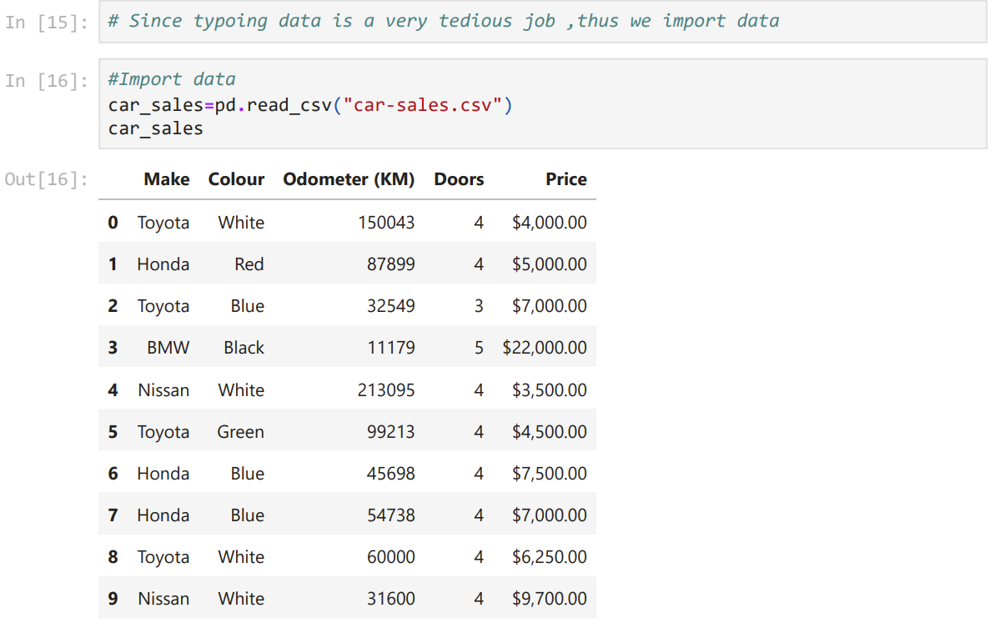 In [15]: # Since typoing data is a very tedious job ,thus we import data
In [16]: #Import data
car_sales=pd.read_csv("car-sales.csv")
car_sales
Out[16]: Make Colour Odometer (KM) Doors Price
0 Toyota White 150043 4 $4,000.00
1 Honda Red 87899 4 $5,000.00
2 Toyota Blue 32549 3 $7,000.00
3 BMW Black 11179 5 $22,000.00
4 Nissan White 213095 4 $3,500.00
5 Toyota Green 99213 4 $4,500.00
6 Honda Blue 45698 4 $7,500.00
7 Honda Blue 54738 4 $7,000.00
8 Toyota White 60000 4 $6,250.00
9 Nissan White 31600 4 $9,700.00